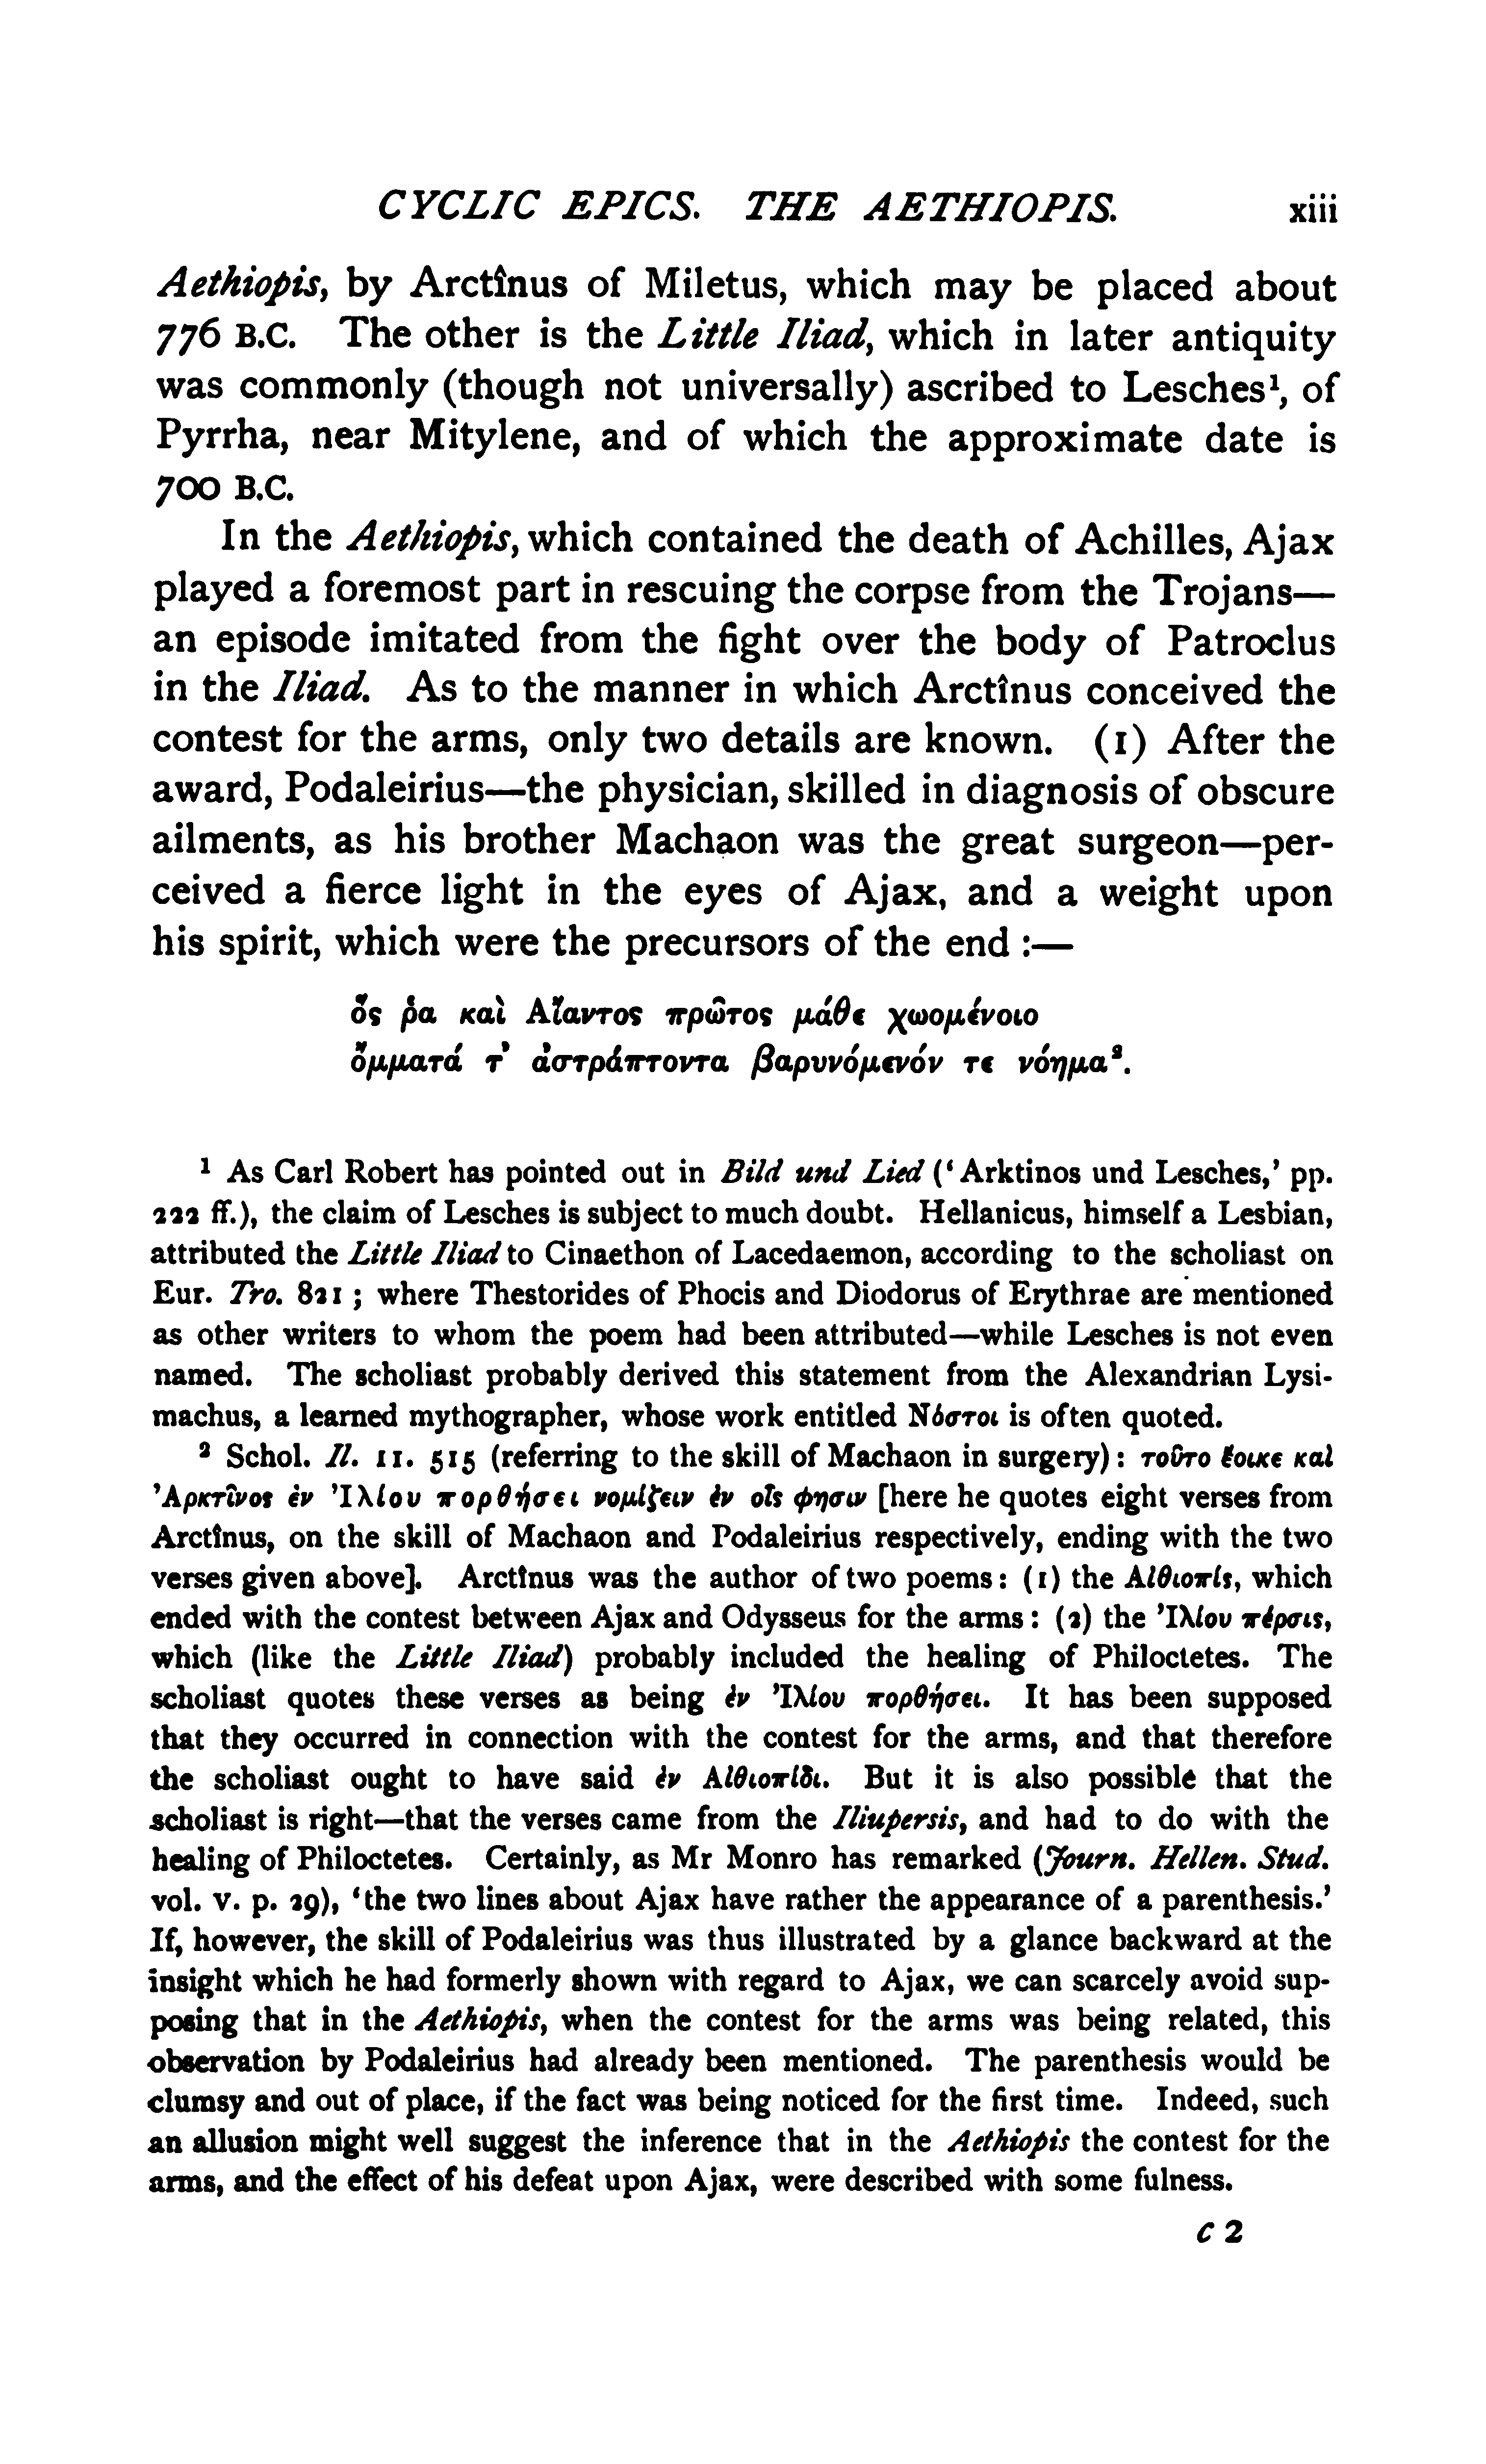 CYCLIC EPICS. THE AETHIOPIS. xiii
Aethiopis, by Arctînus of Miletus, which may be placed about
776 B.C. The other is the Little Iliad, which in later antiquity
was commonly (though not universally) ascribed to Lesches¹, of
Pyrrha, near Mitylene, and of which the approximate date is
700 B.C.
In the Aethiopis, which contained the death of Achilles, Ajax
played a foremost part in rescuing the corpse from the Trojans—
an episode imitated from the fight over the body of Patroclus
in the Iliad. As to the manner in which Arctînus conceived the
contest for the arms, only two details are known. (1) After the
award, Podaleirius—the physician, skilled in diagnosis of obscure
ailments, as his brother Machaon was the great surgeon—per-
ceived a fierce light in the eyes of Ajax, and a weight upon
his spirit, which were the precursors of the end :—
ὅς ῥα καὶ Αἴαντος πρῶτος μάθε χωομένοιο
ὄμματά τ' ἀστράπτοντα βαρυνόμενόν τε νόημα².
¹ As Carl Robert has pointed out in Bild und Lied (‘Arktinos und Lesches,’ pp.
222 ff.), the claim of Lesches is subject to much doubt. Hellanicus, himself a Lesbian,
attributed the Little Iliad to Cinaethon of Lacedaemon, according to the scholiast on
Eur. Tro. 821 ; where Thestorides of Phocis and Diodorus of Erythrae are mentioned
as other writers to whom the poem had been attributed—while Lesches is not even
named. The scholiast probably derived this statement from the Alexandrian Lysi-
machus, a learned mythographer, whose work entitled Νόστοι is often quoted.
² Schol. Il. 11. 515 (referring to the skill of Machaon in surgery) : τοῦτο ἔοικε καὶ
Ἀρκτῖνος ἐν Ἰλίου πορθήσει νομίζειν ἐν οἷς φησιν [here he quotes eight verses from
Arctînus, on the skill of Machaon and Podaleirius respectively, ending with the two
verses given above]. Arctînus was the author of two poems : (1) the Αἰθιοπίς, which
ended with the contest between Ajax and Odysseus for the arms : (2) the Ἰλίου πέρσις,
which (like the Little Iliad) probably included the healing of Philoctetes. The
scholiast quotes these verses as being ἐν Ἰλίου πορθήσει. It has been supposed
that they occurred in connection with the contest for the arms, and that therefore
the scholiast ought to have said ἐν Αἰθιοπίδι. But it is also possible that the
scholiast is right—that the verses came from the Iliupersis, and had to do with the
healing of Philoctetes. Certainly, as Mr Monro has remarked (Journ. Hellen. Stud.
vol. V. p. 29), ‘the two lines about Ajax have rather the appearance of a parenthesis.’
If, however, the skill of Podaleirius was thus illustrated by a glance backward at the
insight which he had formerly shown with regard to Ajax, we can scarcely avoid sup-
posing that in the Aethiopis, when the contest for the arms was being related, this
observation by Podaleirius had already been mentioned. The parenthesis would be
clumsy and out of place, if the fact was being noticed for the first time. Indeed, such
an allusion might well suggest the inference that in the Aethiopis the contest for the
arms, and the effect of his defeat upon Ajax, were described with some fulness.
c 2